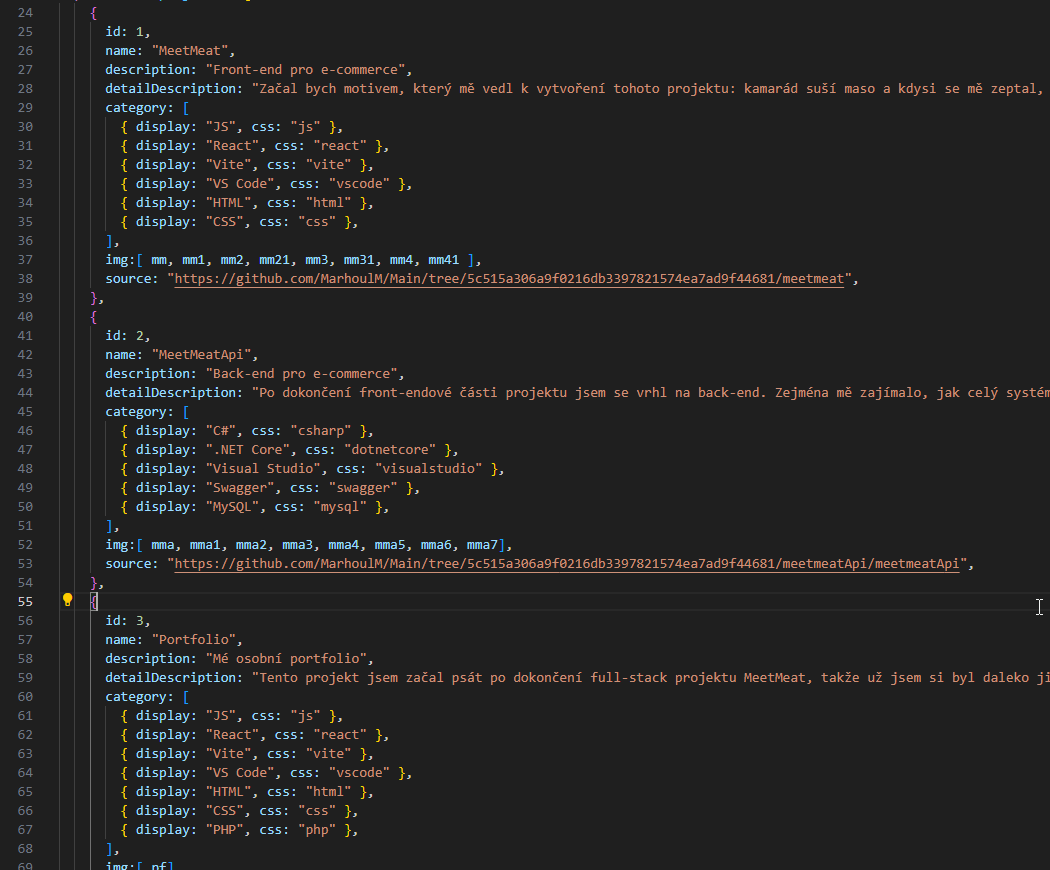 24 {
25 id: 1,
26 name: "MeetMeat",
27 description: "Front-end pro e-commerce",
28 detailDescription: "Začal bych motivem, který mě vedl k vytvoření tohoto projektu: kamarád suší maso a kdysi se mě zeptal,
29 category: [
30 { display: "JS", css: "js" },
31 { display: "React", css: "react" },
32 { display: "Vite", css: "vite" },
33 { display: "VS Code", css: "vscode" },
34 { display: "HTML", css: "html" },
35 { display: "CSS", css: "css" },
36 ],
37 img:[ mm, mm1, mm2, mm21, mm3, mm31, mm4, mm41 ],
38 source: "https://github.com/MarhoulM/Main/tree/5c515a306a9f0216db3397821574ea7ad9f44681/meetmeat",
39 },
40 {
41 id: 2,
42 name: "MeetMeatApi",
43 description: "Back-end pro e-commerce",
44 detailDescription: "Po dokončení front-endové části projektu jsem se vrhl na back-end. Zejména mě zajímalo, jak celý systém
45 category: [
46 { display: "C#", css: "csharp" },
47 { display: ".NET Core", css: "dotnetcore" },
48 { display: "Visual Studio", css: "visualstudio" },
49 { display: "Swagger", css: "swagger" },
50 { display: "MySQL", css: "mysql" },
51 ],
52 img:[ mma, mma1, mma2, mma3, mma4, mma5, mma6, mma7],
53 source: "https://github.com/MarhoulM/Main/tree/5c515a306a9f0216db3397821574ea7ad9f44681/meetmeatApi/meetmeatApi",
54 },
55 {
56 id: 3,
57 name: "Portfolio",
58 description: "Mé osobní portfolio",
59 detailDescription: "Tento projekt jsem začal psát po dokončení full-stack projektu MeetMeat, takže už jsem si byl daleko ji
60 category: [
61 { display: "JS", css: "js" },
62 { display: "React", css: "react" },
63 { display: "Vite", css: "vite" },
64 { display: "VS Code", css: "vscode" },
65 { display: "HTML", css: "html" },
66 { display: "CSS", css: "css" },
67 { display: "PHP", css: "php" },
68 ],
69 img:[ pf]